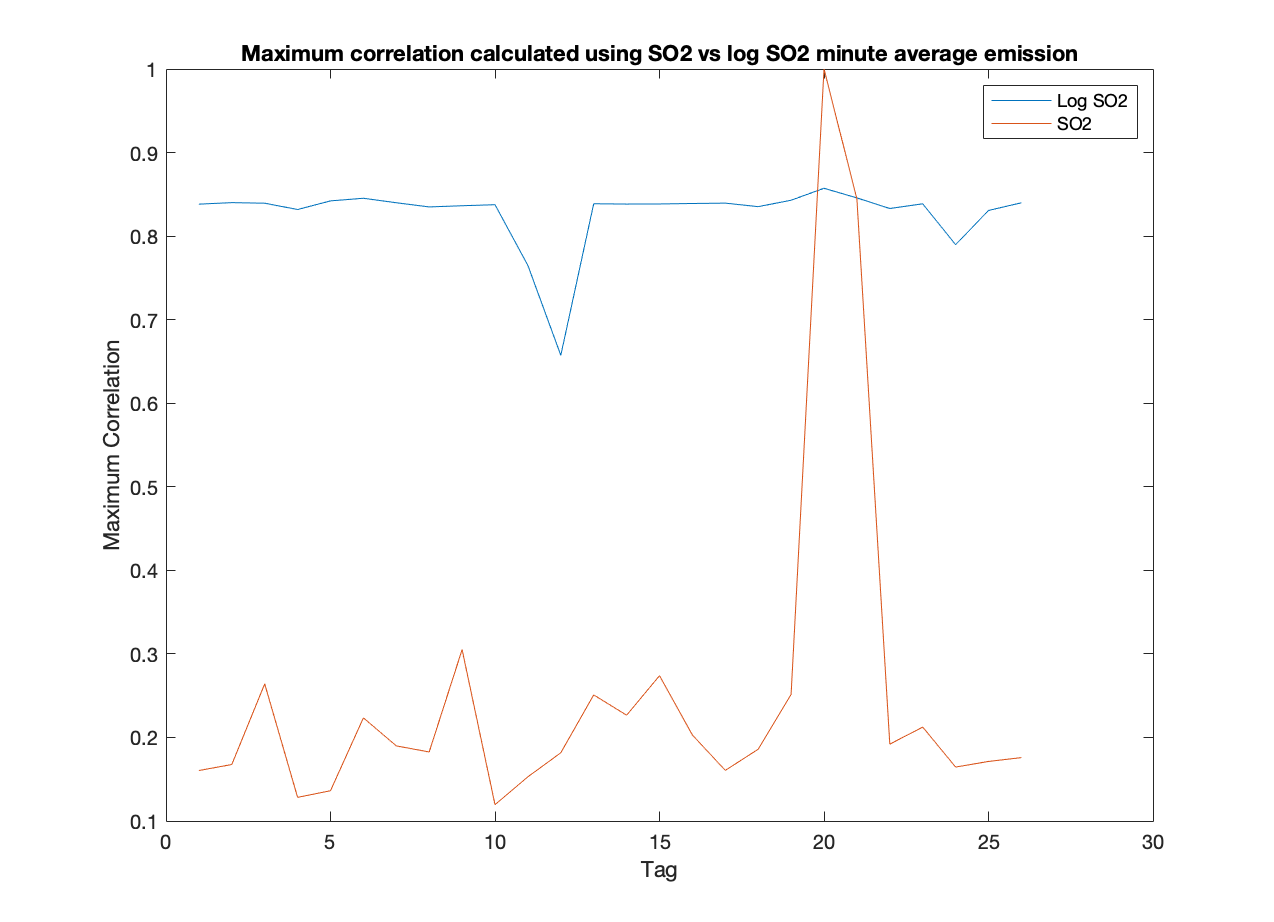 Maximum correlation calculated using SO2 vs log SO2 minute average emission
Log SO2
SO2
1
0.9
0.8
0.7
0.6
0.5
0.4
0.3
0.2
0.1
Maximum Correlation
0 5 10 15 20 25 30
Tag